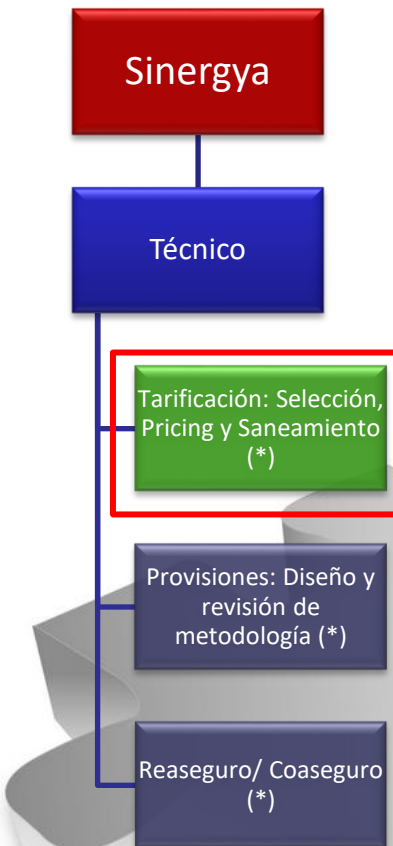 Sinergya
Técnico
Tarificación: Selección,
Pricing y Saneamiento
(*)
Provisiones: Diseño y
revisión de
metodología (*)
Reaseguro/ Coaseguro
(*)